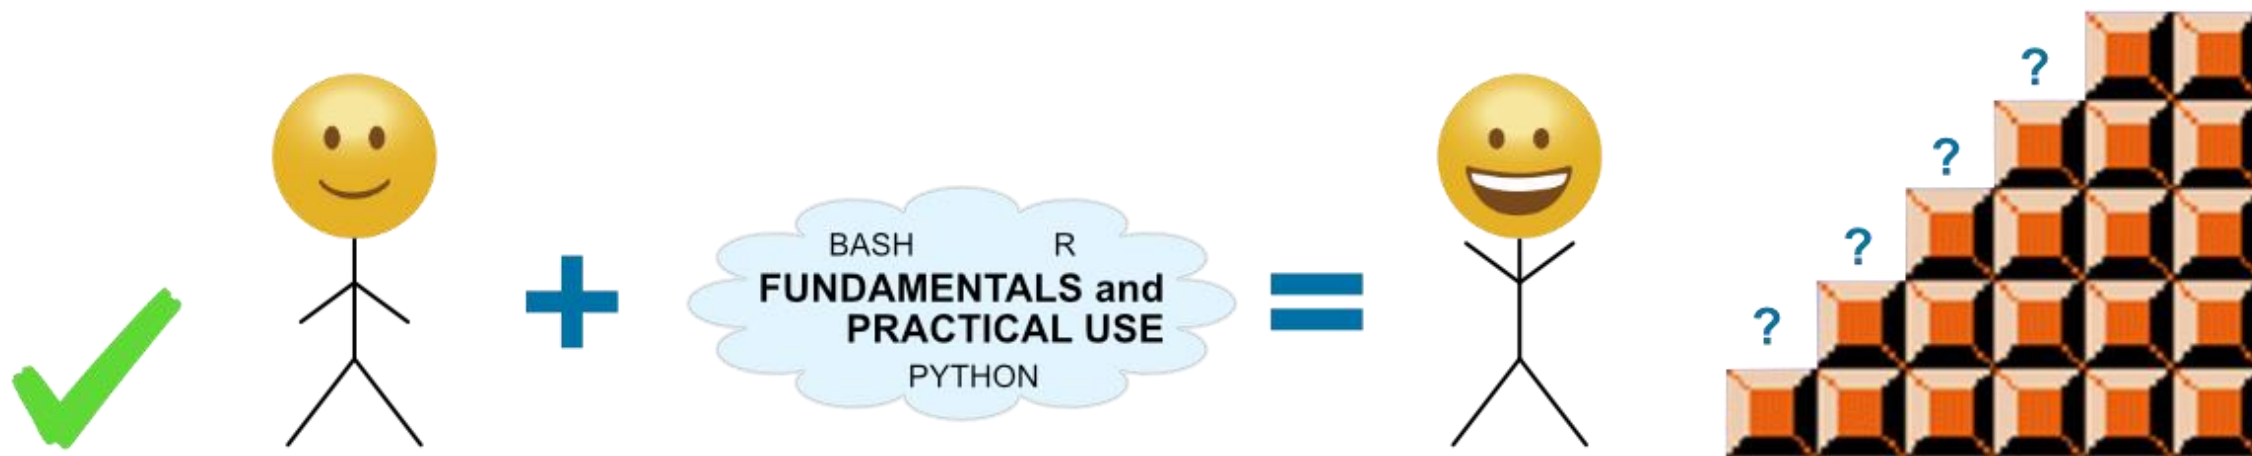 BASH R
FUNDAMENTALS and
PRACTICAL USE
PYTHON
?
?
?
?